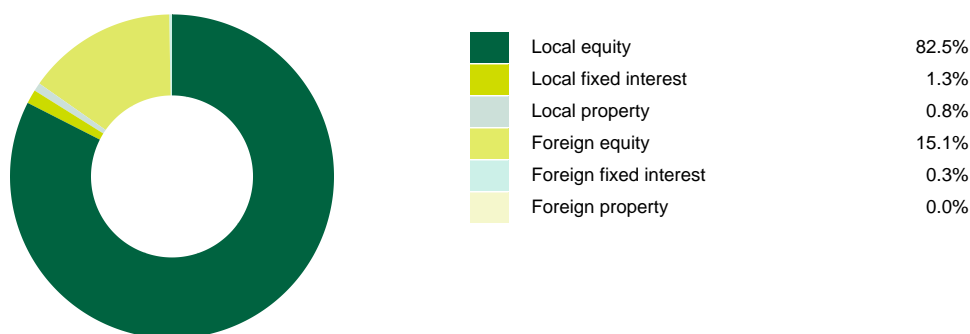 Local equity 82.5%
Local fixed interest 1.3%
Local property 0.8%
Foreign equity 15.1%
Foreign fixed interest 0.3%
Foreign property 0.0%